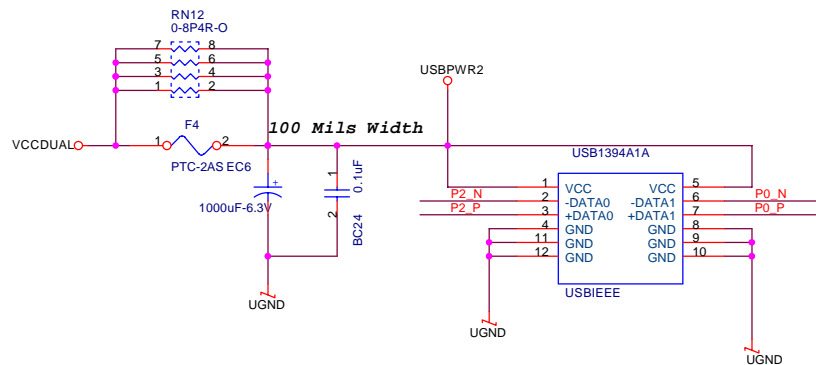 RN12
0-8P4R-O
7 8
5 6
3 4
1 2
USBPWR2
F4
100 Mils Width
VCCDUAL 1 2
PTC-2AS EC6
USB1394A1A
+
1000uF-6.3V
1
2
0.1uF
BC24
P2_N 1 VCC VCC 5 P0_N
P2_P 2 -DATA0 -DATA1 6 P0_P
3 +DATA0 +DATA1 7
4 GND GND 8
11 GND GND 9
12 GND GND 10
USBIEEE
UGND
UGND
UGND